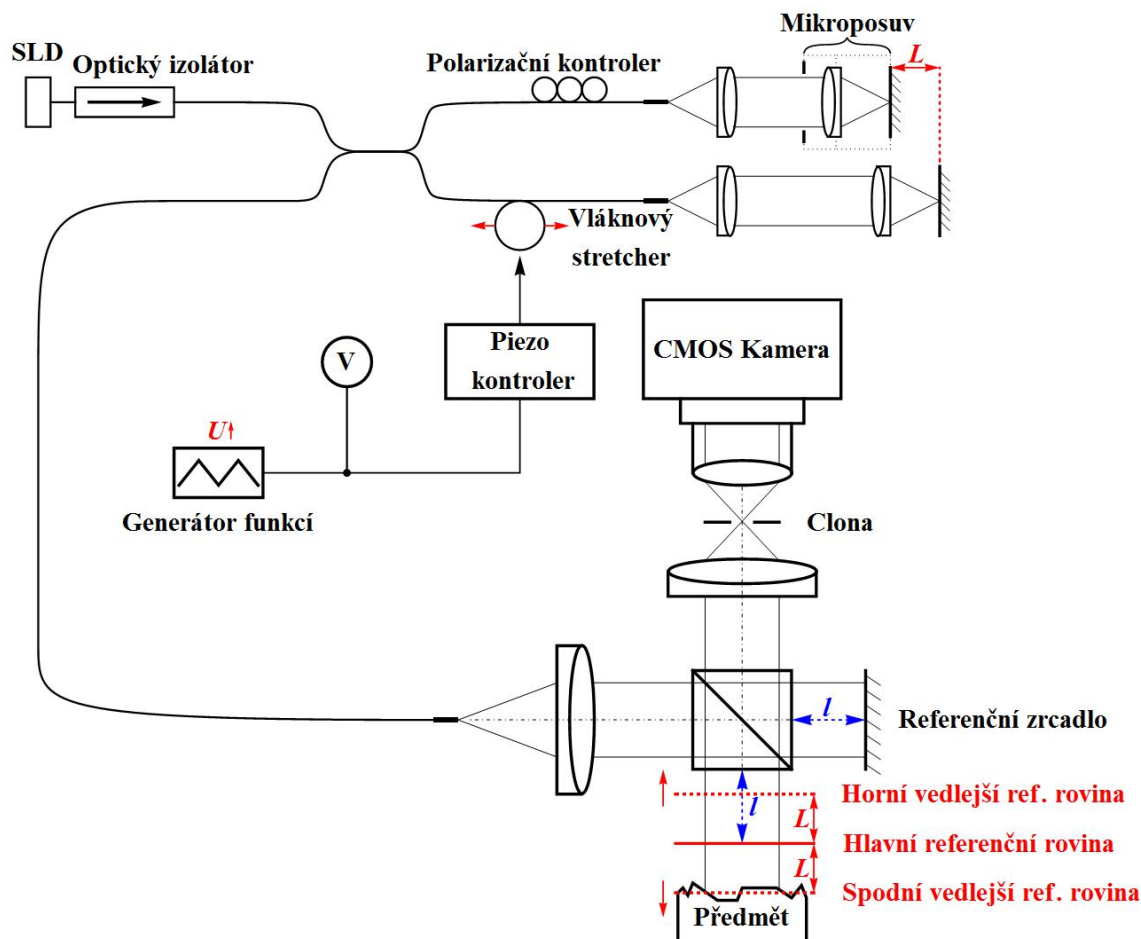 SLD
Optický izolátor
Polarizační kontroler
Mikroposuv
L
Vláknový
stretcher
V
Piezo
kontroler
CMOS Kamera
U
Generátor funkcí
Clona
l
Referenční zrcadlo
l
Horní vedlejší ref. rovina
L
Hlavní referenční rovina
L
Spodní vedlejší ref. rovina
Předmět